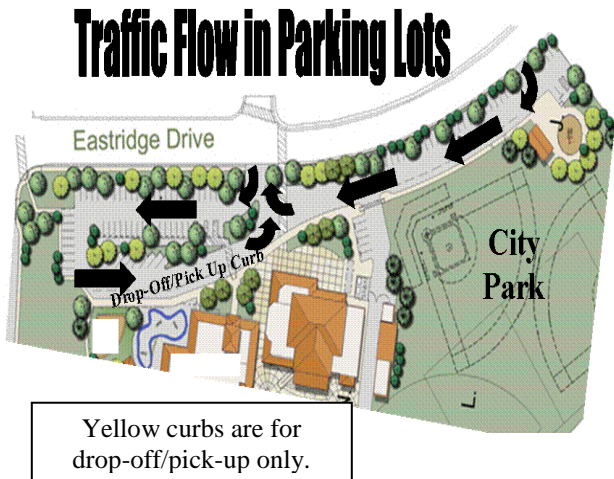 Traffic Flow in Parking Lots
Eastridge Drive
Drop-Off/Pick Up Curb
City
Park
Yellow curbs are for
drop-off/pick-up only.